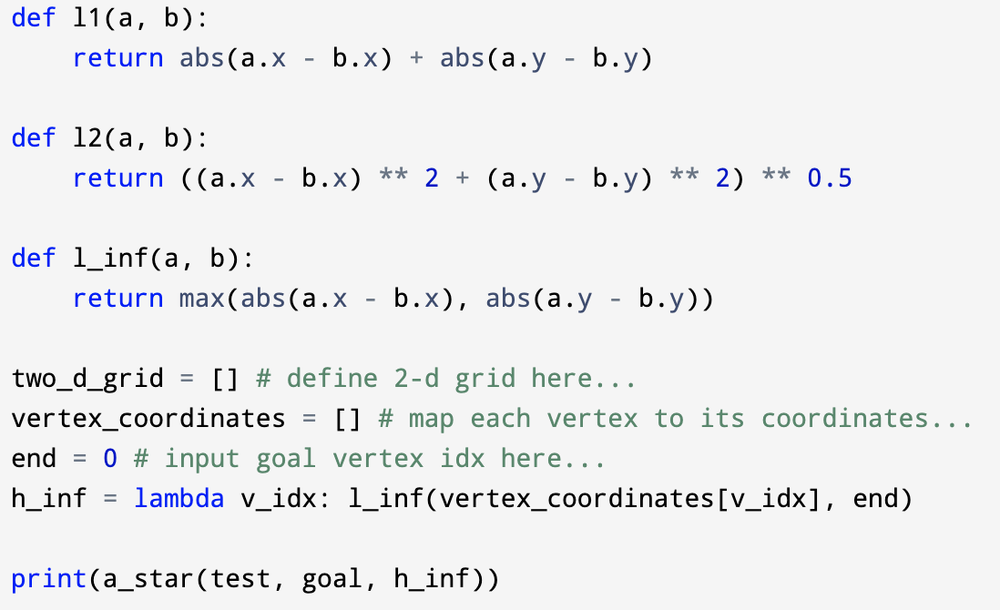 def l1(a, b):
    return abs(a.x - b.x) + abs(a.y - b.y)

def l2(a, b):
    return ((a.x - b.x) ** 2 + (a.y - b.y) ** 2) ** 0.5

def l_inf(a, b):
    return max(abs(a.x - b.x), abs(a.y - b.y))

two_d_grid = [] # define 2-d grid here...
vertex_coordinates = [] # map each vertex to its coordinates...
end = 0 # input goal vertex idx here...
h_inf = lambda v_idx: l_inf(vertex_coordinates[v_idx], end)

print(a_star(test, goal, h_inf))